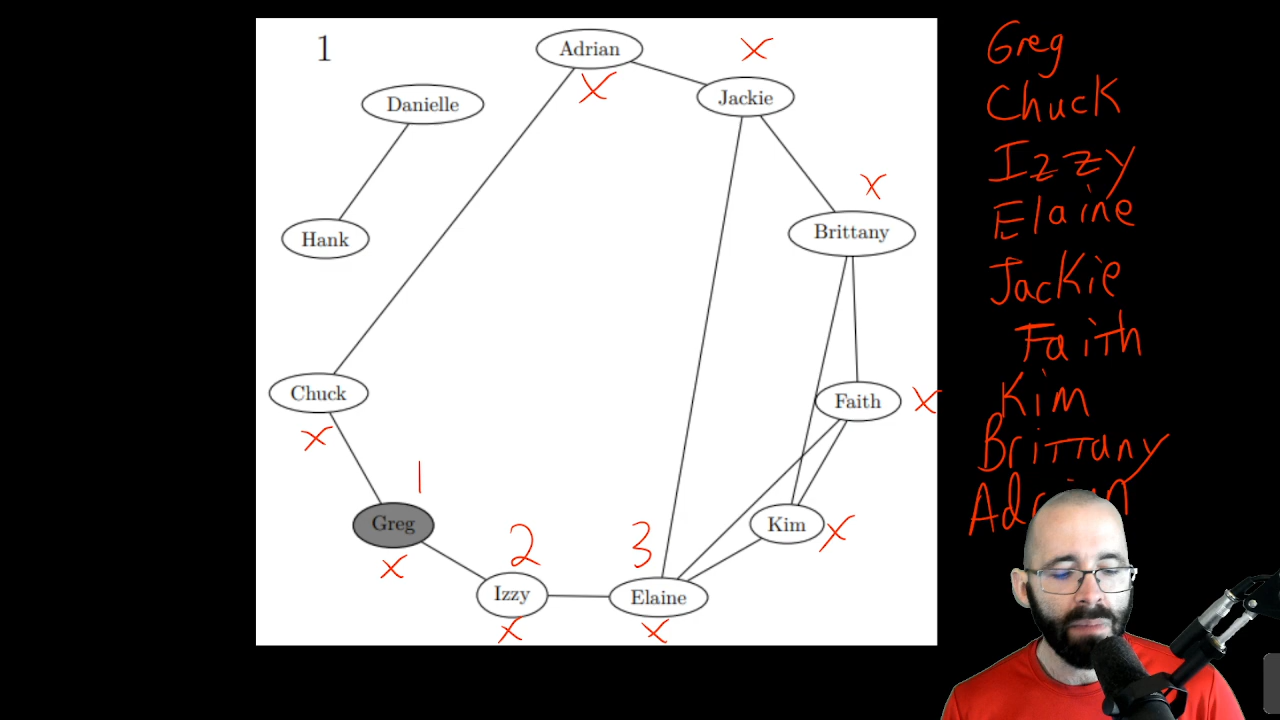 1
Adrian
X
Jackie
X
Danielle
Hank
Brittany
X
Chuck
X
Faith
X
Greg
1
X
Izzy
2
X
Elaine
3
X
Kim
X
Greg
Chuck
Izzy
Elaine
Jackie
Faith
Kim
Brittany
Adrian